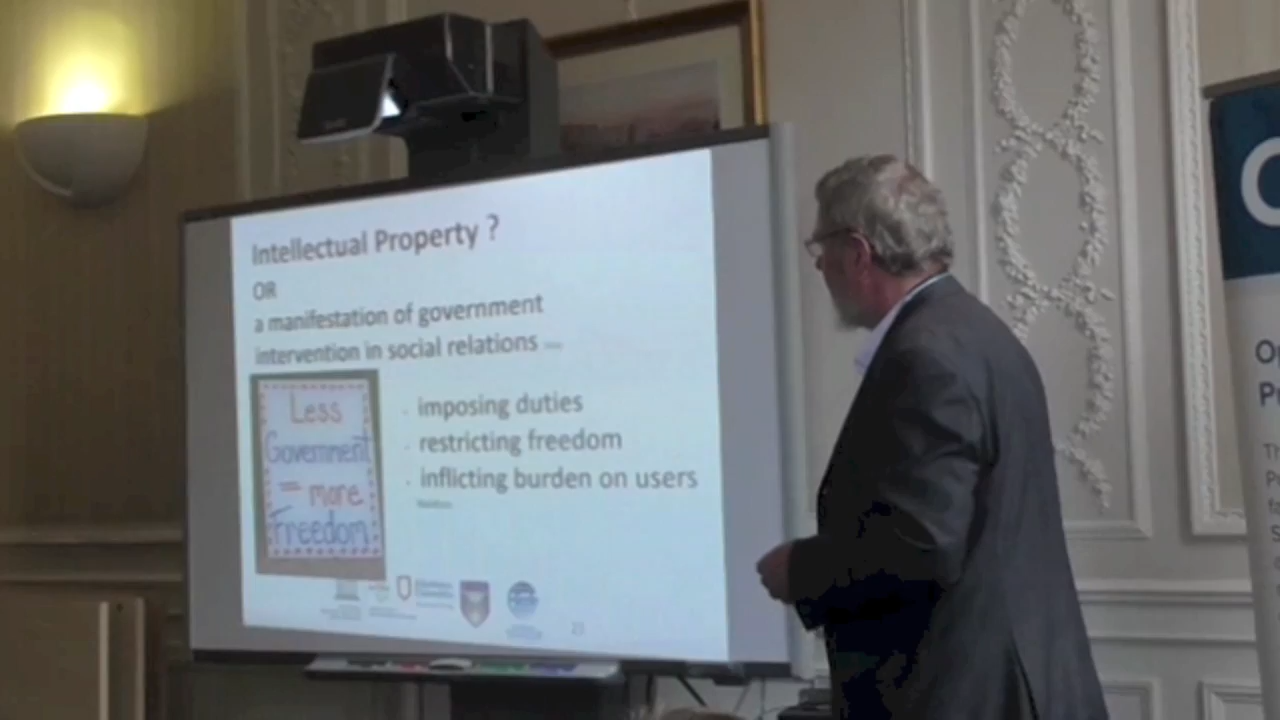 Intellectual Property ?
OR
a manifestation of government
intervention in social relations
Less
Government
= more
Freedom
imposing duties
restricting freedom
inflicting burden on users
23